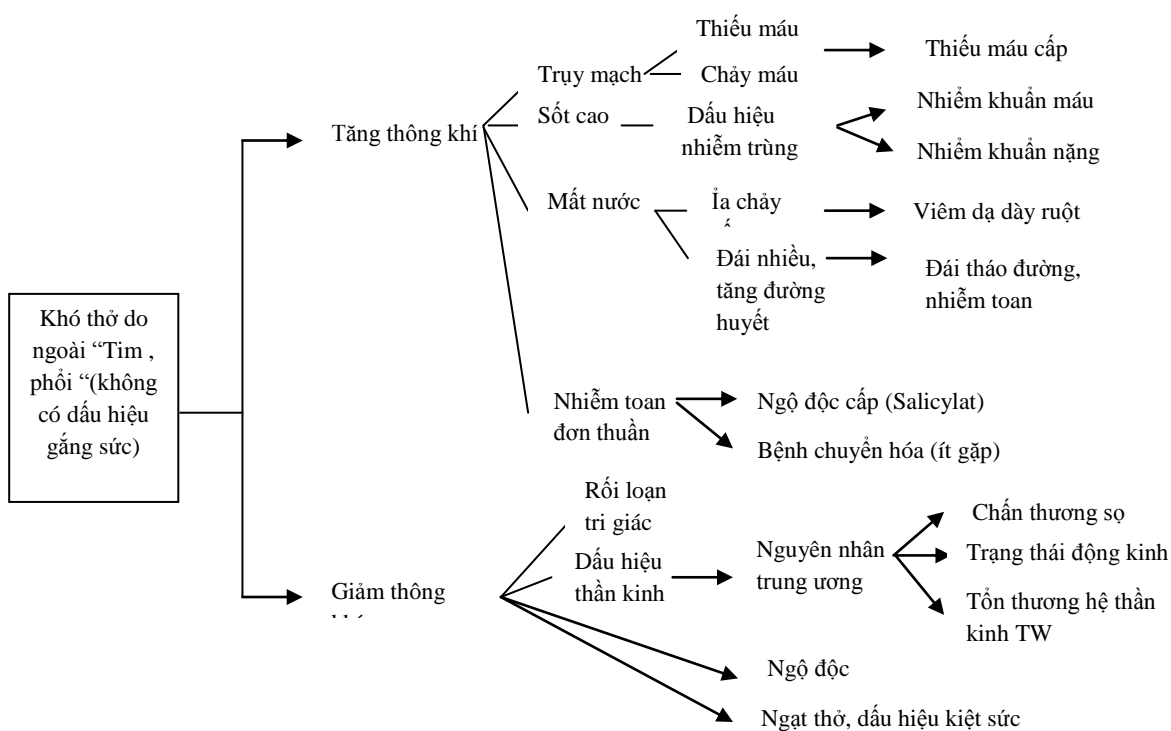 Khó thở do
ngoài “Tim ,
phổi “(không
có dấu hiệu
gắng sức)
Tăng thông khí
Trụy mạch
Thiếu máu
Chảy máu
Thiếu máu cấp
Sốt cao
Dấu hiệu
nhiễm trùng
Nhiểm khuẩn máu
Nhiểm khuẩn nặng
Mất nước
Ỉa chảy
Viêm dạ dày ruột
Đái nhiều,
tăng đường
huyết
Đái tháo đường,
nhiễm toan
Nhiễm toan
đơn thuần
Ngộ độc cấp (Salicylat)
Bệnh chuyển hóa (ít gặp)
Giảm thông
Rối loạn
tri giác
Dấu hiệu
thần kinh
Nguyên nhân
trung ương
Chấn thương sọ
Trạng thái động kinh
Tổn thương hệ thần
kinh TW
Ngộ độc
Ngạt thở, dấu hiệu kiệt sức